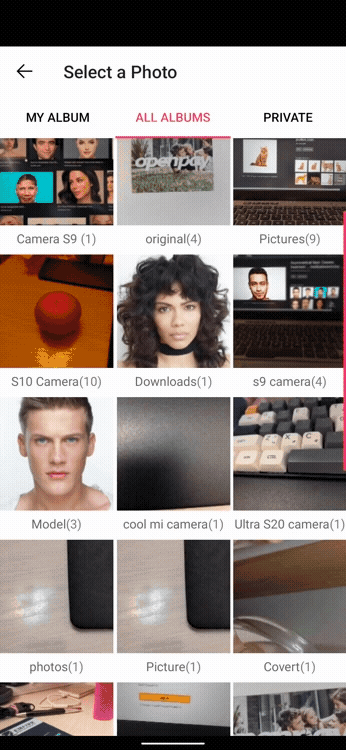 Select a Photo
MY ALBUM ALL ALBUMS PRIVATE
openpay
Camera S9 (1) original(4) Pictures(9)
S10 Camera(10) Downloads(1) s9 camera(4)
Model(3) cool mi camera(1) Ultra S20 camera(1)
photos(1) Picture(1) Covert(1)